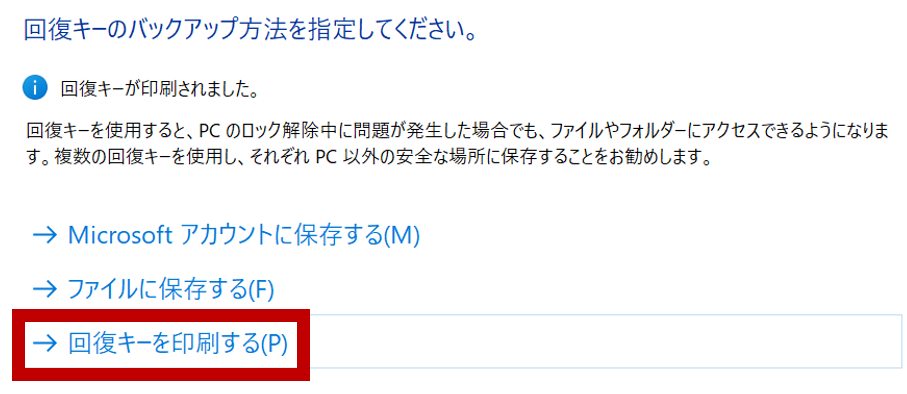 回復キーのバックアップ方法を指定してください。
回復キーが印刷されました。
回復キーを使用すると、PC のロック解除中に問題が発生した場合でも、ファイルやフォルダーにアクセスできるようになりま
す。複数の回復キーを使用し、それぞれ PC 以外の安全な場所に保存することをお勧めします。
→ Microsoft アカウントに保存する(M)
→ ファイルに保存する(F)
→ 回復キーを印刷する(P)